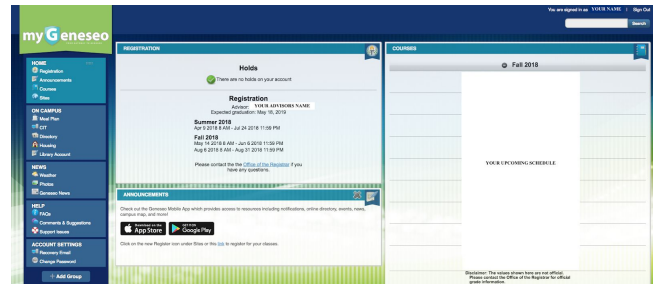 You are signed in as YOUR NAME | Sign Out
Search
my Geneseo
HOME
Registration
Announcements
Courses
Sites
ON CAMPUS
Meal Plan
CIT
Directory
Housing
Library Account
NEWS
Weather
Photos
Geneseo News
HELP
FAQs
Comments & Suggestions
Support Issues
ACCOUNT SETTINGS
Recovery Email
Change Password
+ Add Group
REGISTRATION
Holds
There are no holds on your account
Registration
Advisor: YOUR ADVISORS NAME
Expected graduation: May 18, 2019
Summer 2018
Apr 9 2018 8 AM - Jul 24 2018 11:59 PM
Fall 2018
May 14 2018 8 AM - Jun 6 2018 11:59 PM
Aug 6 2018 8 AM - Aug 31 2018 11:59 PM
Please contact the the Office of the Registrar if you
have any questions.
ANNOUNCEMENTS
Check out the Geneseo Mobile App which provides access to resources including notifications, online directory, events, news,
campus map, and more!
Download on the
App Store
GET IT ON
Google Play
Click on the new Register icon under Sites or this link to register for your classes.
COURSES
Fall 2018
YOUR UPCOMING SCHEDULE
Disclaimer: The values shown here are not official.
Please contact the Office of the Registrar for official
grade information.